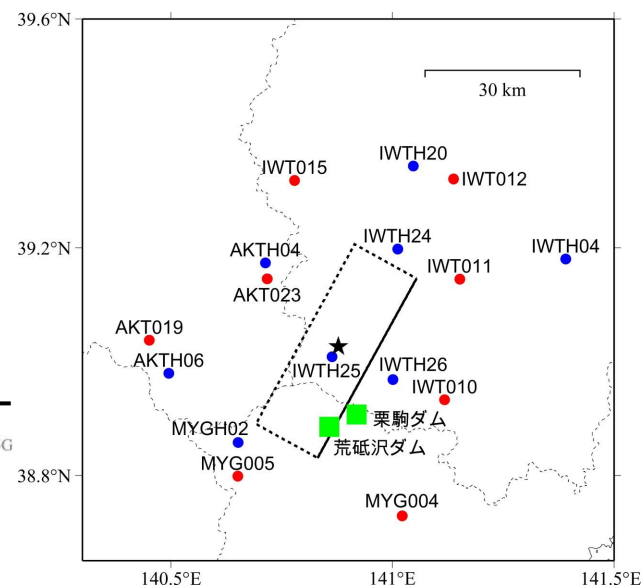 39.6°N
30 km
IWTH20
IWT015
IWT012
IWTH24
IWTH04
AKTH04
39.2°N
IWT011
AKT023
AKT019
AKTH06
IWTH25
IWTH26
IWT010
栗駒ダム
MYGH02
荒砥沢ダム
MYG005
38.8°N
MYG004
140.5°E
141°E
141.5°E